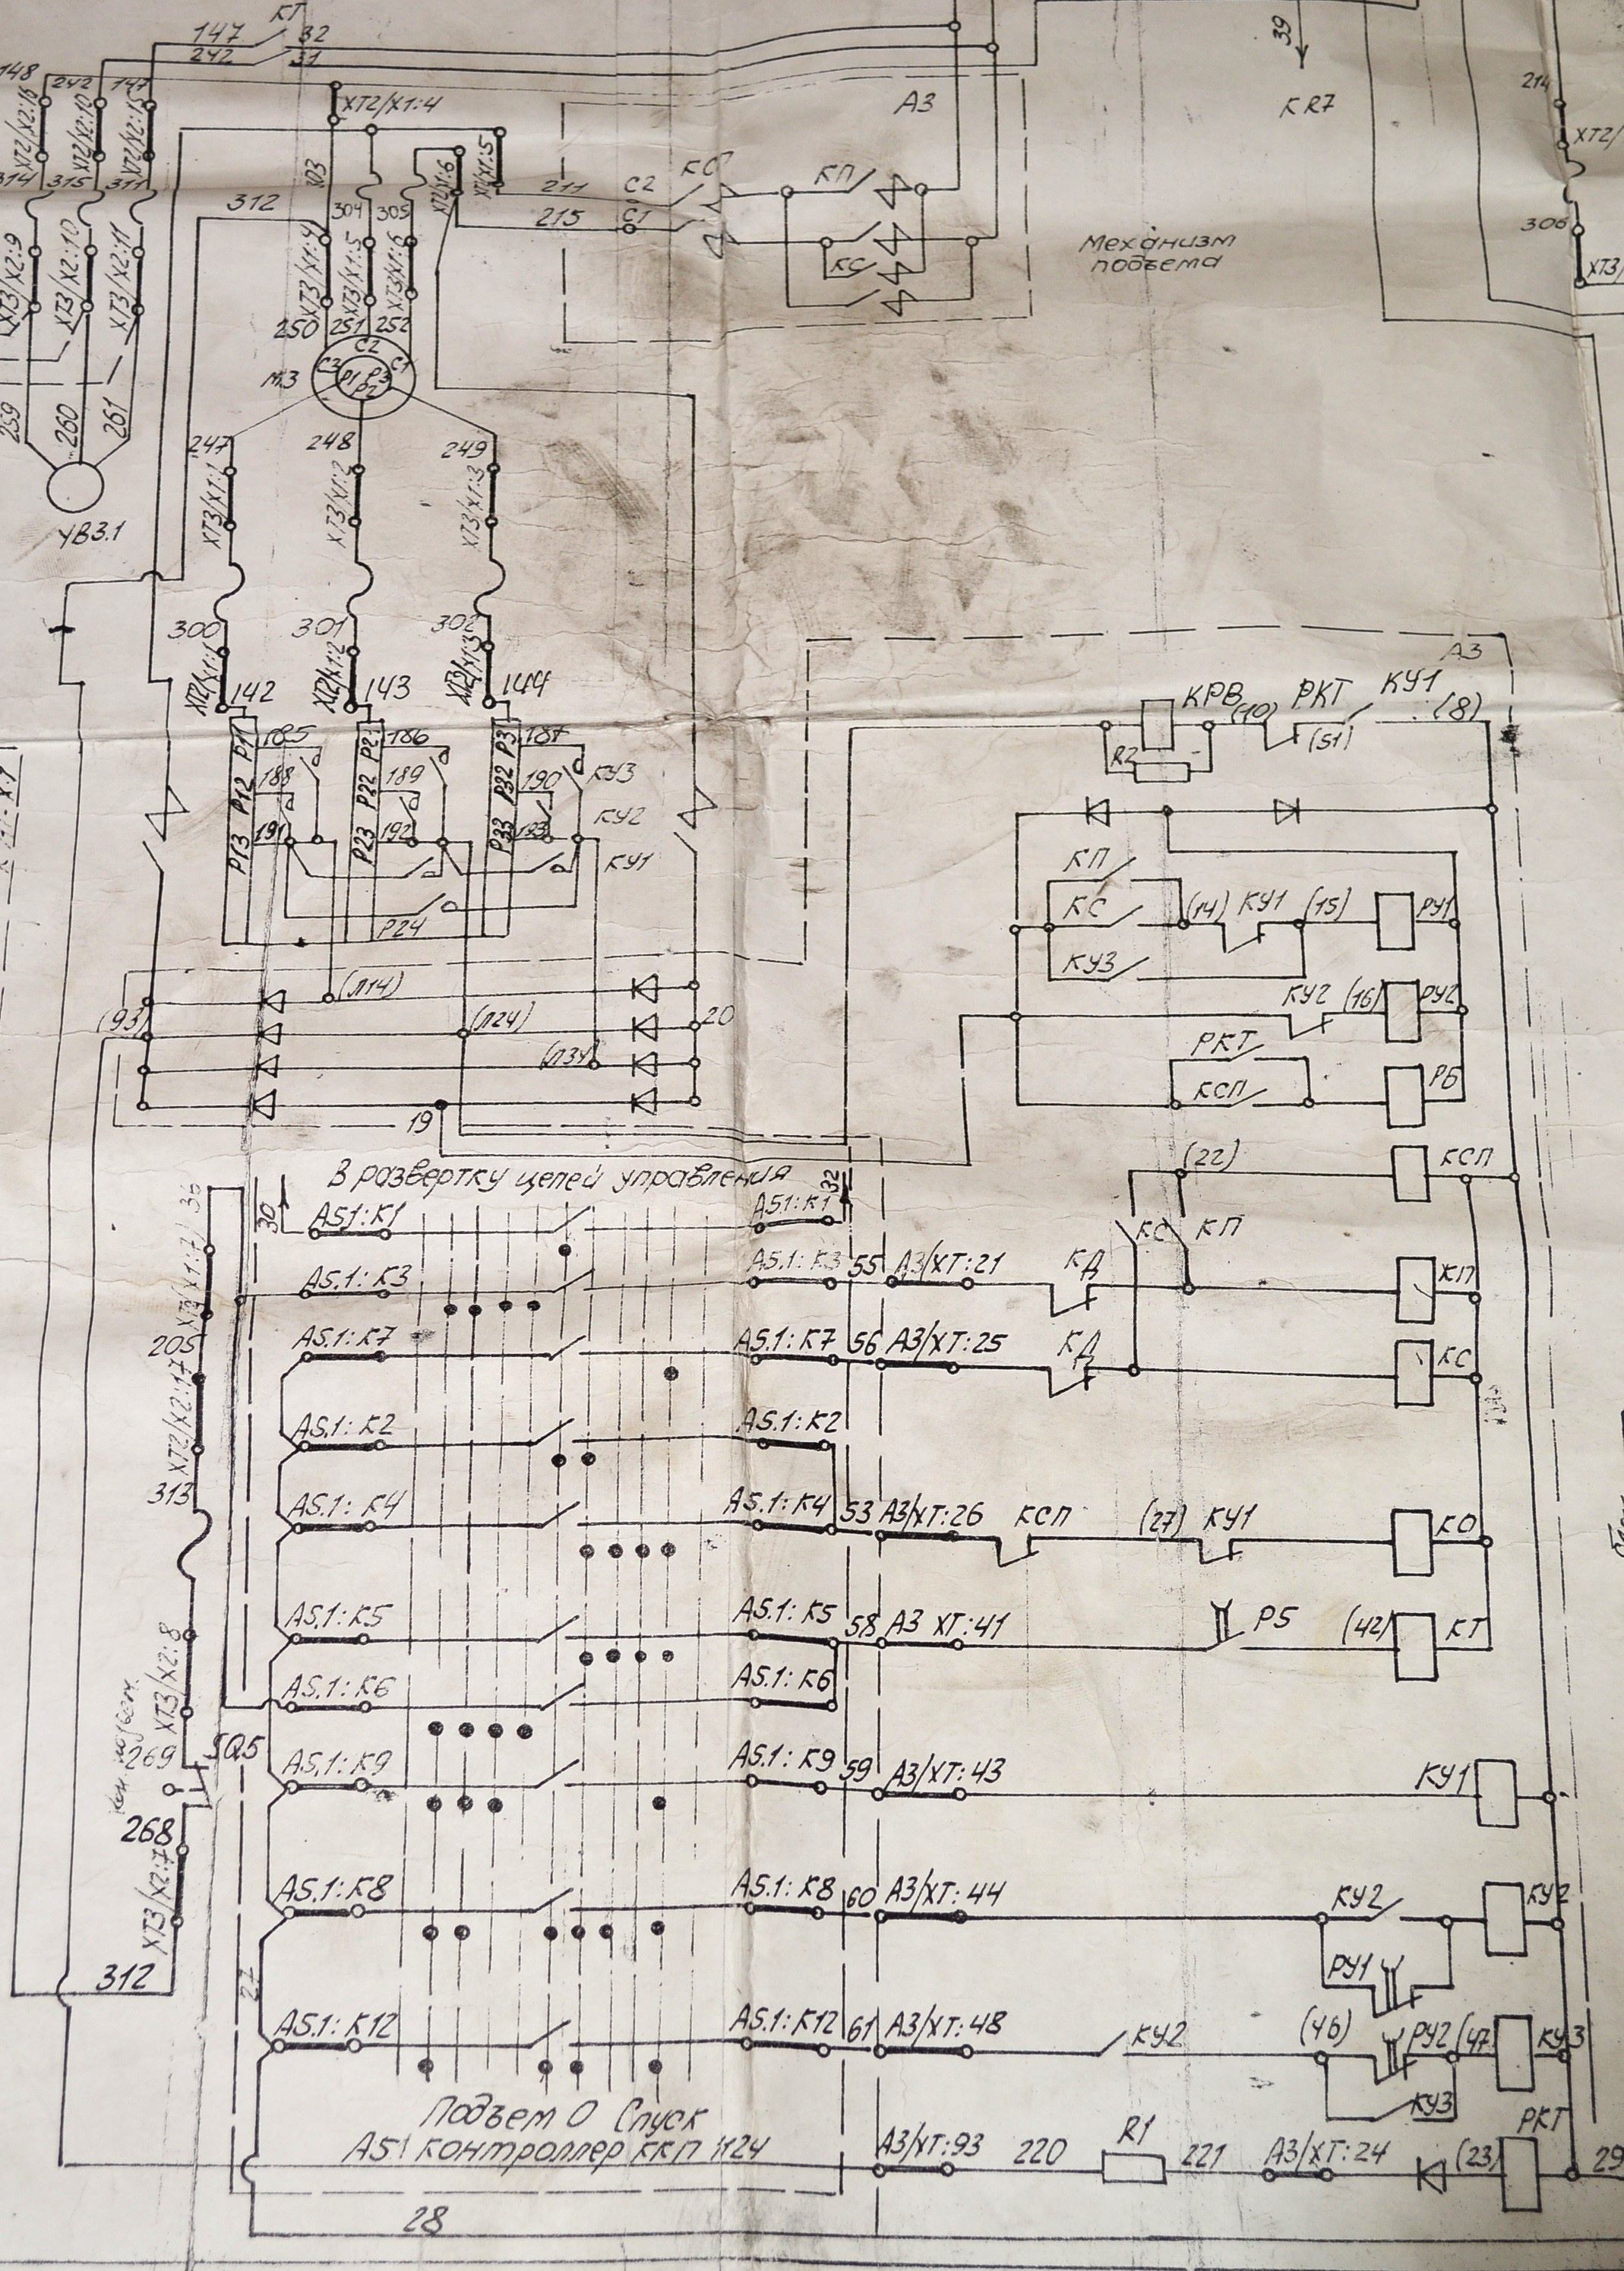 КТ
147 32
242 31
39
148 242 147
ХТ2/Х2:16 ХТ2/Х2:10 ХТ2/Х2:15
ХТ2/Х1:4
А3
КR7
214
ХТ2/
314 315 311
303
ХТ2/Х1:6 ХТ2/Х1:5
211 С2 КС КП
312 304 305
215 С1
КС
306
ХТ3/
Механизм
подъема
ХТ3/Х2:9 ХТ3/Х2:10 ХТ3/Х2:11
ХТ3/Х1:4 ХТ3/Х1:5 ХТ3/Х1:6
250 251 252
М3 С3 С2 С1
Р1 Р2 Р3
259 260 261
247 248 249
ХТ3/Х1:1 ХТ3/Х1:2 ХТ3/Х1:3
УВ3.1
300 301 302
ХТ2/Х1:1 ХТ2/Х1:2 ХТ2/Х1:3
142 143 144
А3
КРВ (10) РКТ КУ1 (8)
(51)
R2
Р11 185 Р21 186 Р31 187
Р12 188 Р22 189 Р32 190 КУ3
КУ2
Р13 191 Р23 192 Р33 193
КУ1
Р24
КП
КС (14) КУ1 (15) РУ1
КУ3
(Л14)
(93) (Л24) 20
(Л34)
19
КУ2 (16) РУ2
РКТ
КСП РБ
В развертку цепей управления
30 32
А51:К1 А5.1:К1
(22) КСП
КС КП
36
ХТ3/Х1:7
А5.1:К3 А5.1:К3 55 А3/ХТ:21 КД КП
205
А5.1:К7 А5.1:К7 56 А3/ХТ:25 КД КС
ХТ2/Х2:17
А5.1:К2 А5.1:К2
313
А5.1:К4 А5.1:К4 53 А3/ХТ:26 КСП (27) КУ1 КО
А5.1:К5 А5.1:К5 58 А3 ХТ:41 РБ (42) КТ
ХТ3/Х2:8
А5.1:К6 А5.1:К6
269 SQ5
А5.1:К9 А5.1:К9 59 А3/ХТ:43 КУ1
268
ХТ3/Х2:7
А5.1:К8 А5.1:К8 60 А3/ХТ:44 КУ2 КУ2
РУ1
312
27
А5.1:К12 А5.1:К12 61 А3/ХТ:48 КУ2 (46) РУ2 (47) КУ3
КУ3
Подъем 0 Спуск
А51 контроллер ККП 1124
А3/ХТ:93 220 R1 221 А3/ХТ:24 (23) РКТ 29
28